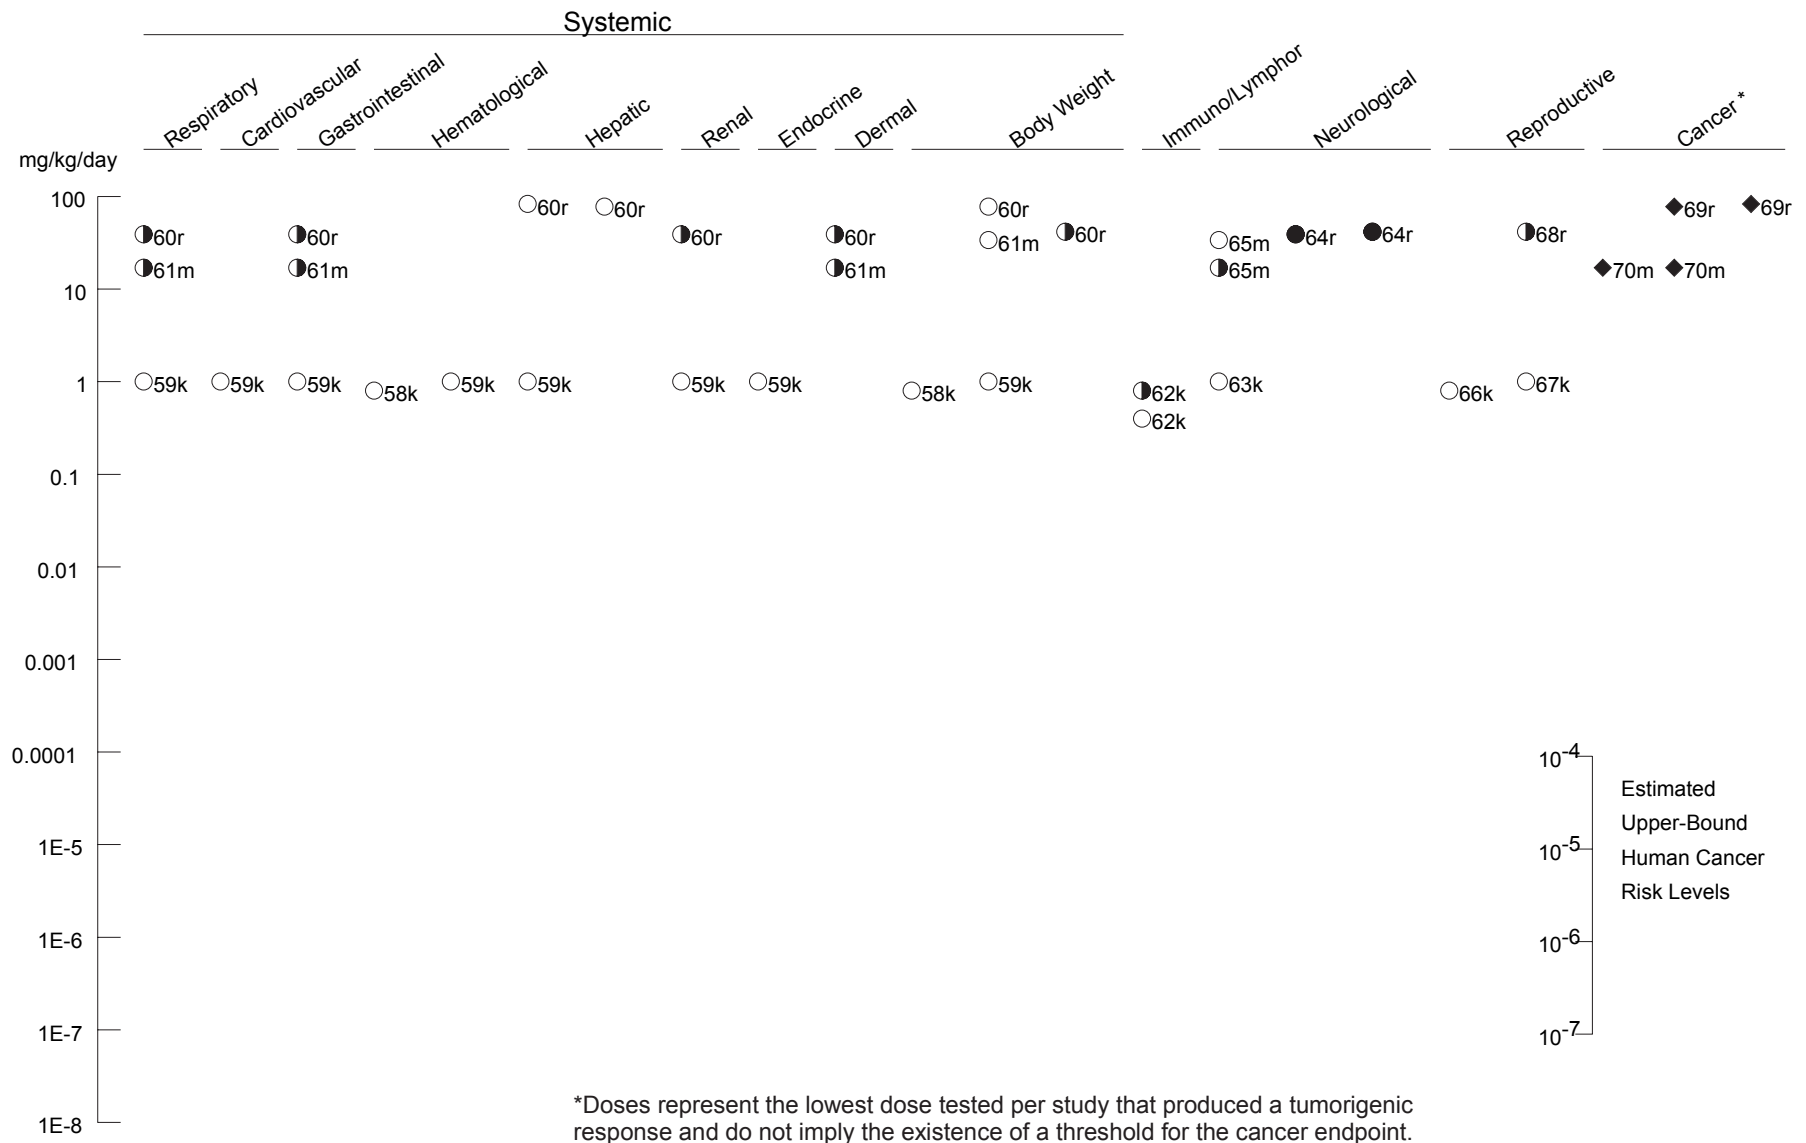 Systemic
Respiratory
Cardiovascular
Gastrointestinal
Hematological
Hepatic
Renal
Endocrine
Dermal
Body Weight
Immuno/Lymphor
Neurological
Reproductive
Cancer *
mg/kg/day
100
60r 60r 60r 69r 69r
60r 60r 60r 60r 61m 60r 65m 64r 64r 68r
61m 61m 61m 65m 70m 70m
10
1
59k 59k 59k 58k 59k 59k 59k 59k 58k 59k 62k 63k 66k 67k
62k
0.1
0.01
0.001
0.0001
1E-5
1E-6
1E-7
1E-8
10-4
10-5
10-6
10-7
Estimated
Upper-Bound
Human Cancer
Risk Levels
*Doses represent the lowest dose tested per study that produced a tumorigenic
response and do not imply the existence of a threshold for the cancer endpoint.